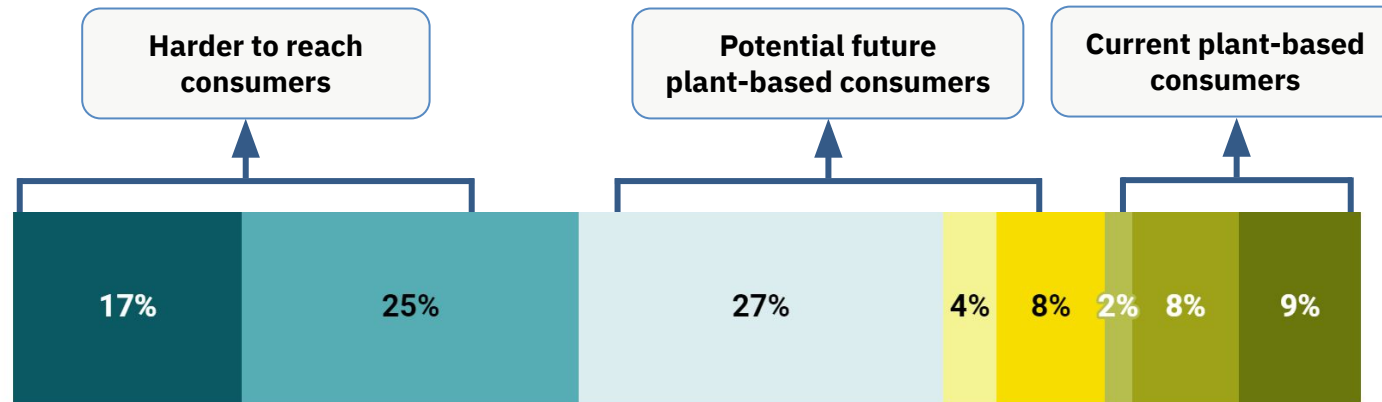 Harder to reach
consumers
Potential future
plant-based consumers
Current plant-based
consumers
17%
25%
27%
4%
8%
2%
8%
9%